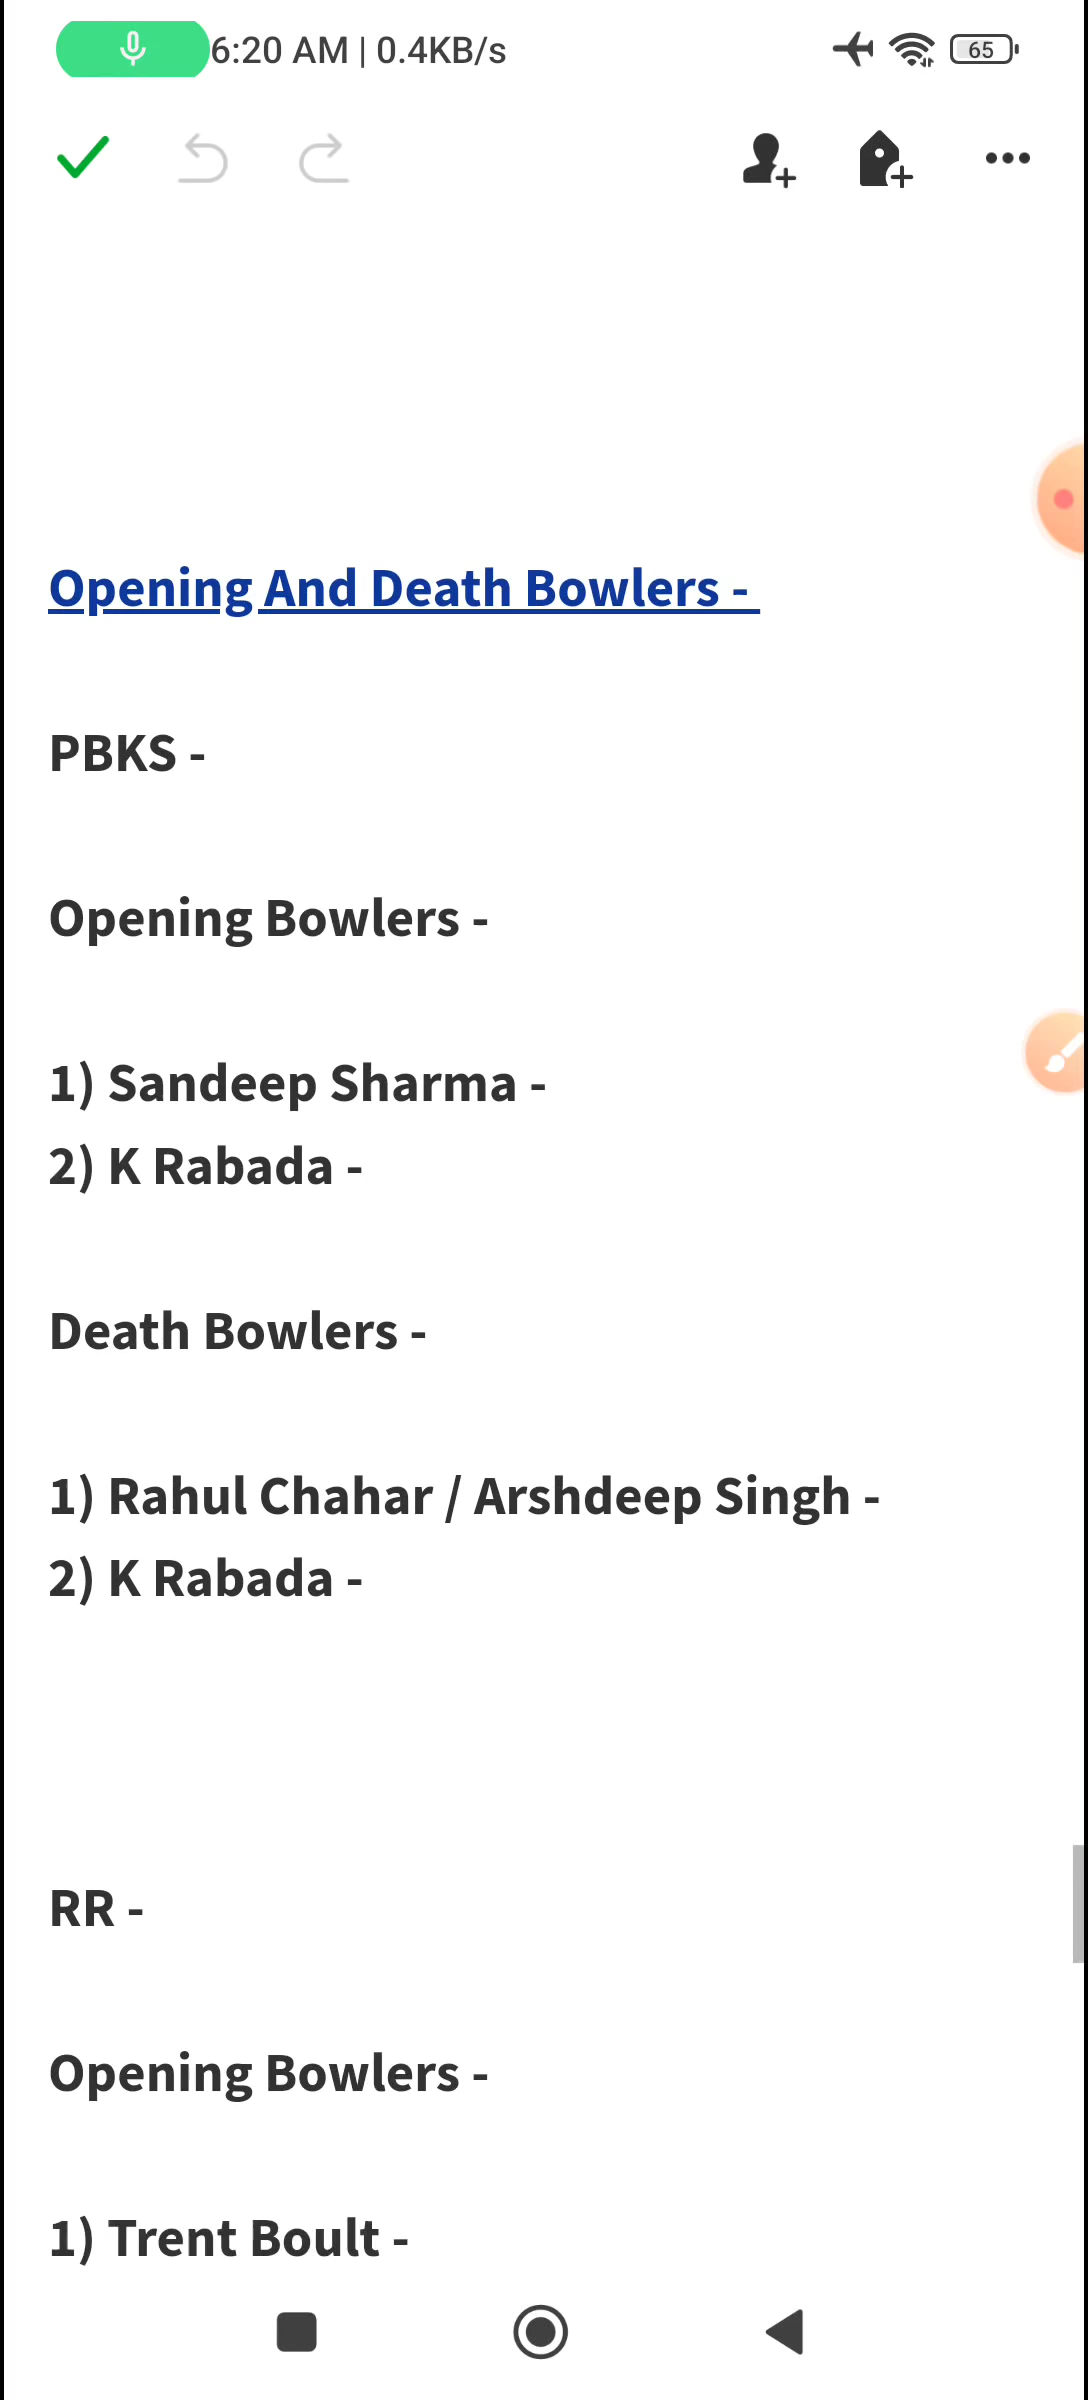 6:20 AM | 0.4KB/s
65
Opening And Death Bowlers -
PBKS -
Opening Bowlers -
1) Sandeep Sharma -
2) K Rabada -
Death Bowlers -
1) Rahul Chahar / Arshdeep Singh -
2) K Rabada -
RR -
Opening Bowlers -
1) Trent Boult -